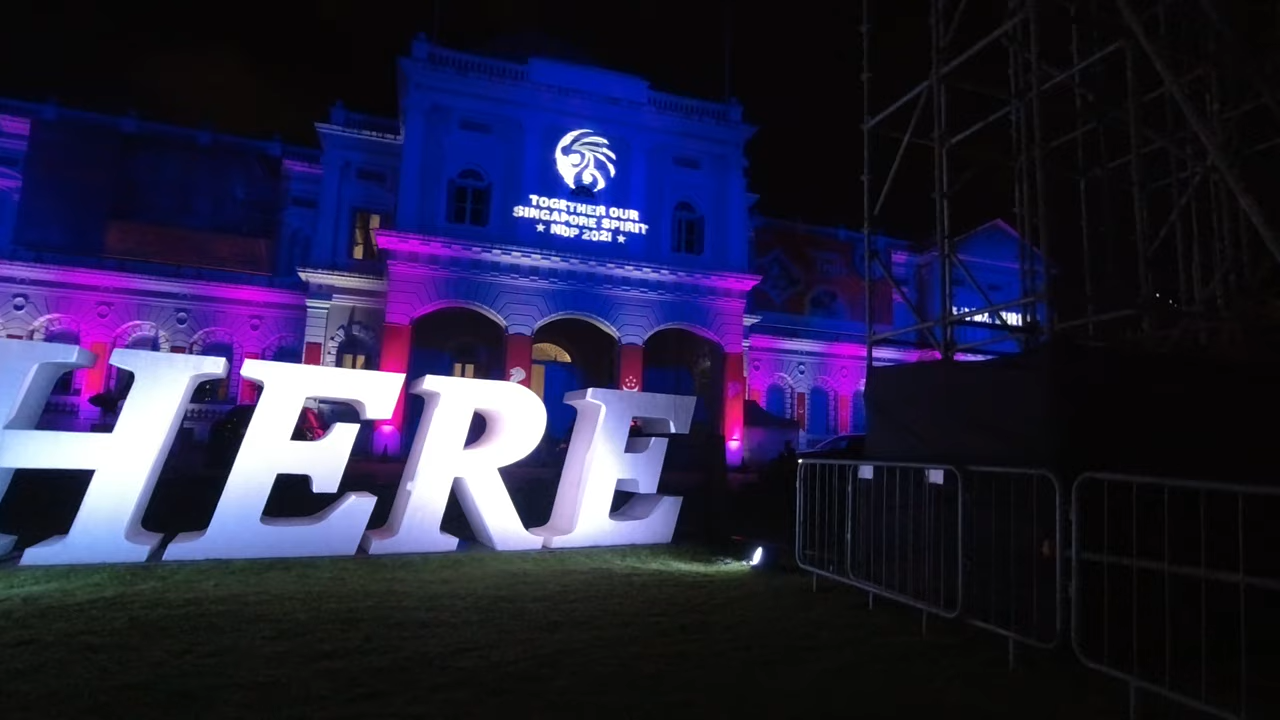 TOGETHER OUR
SINGAPORE SPIRIT
★ NDP 2021 ★
HERE